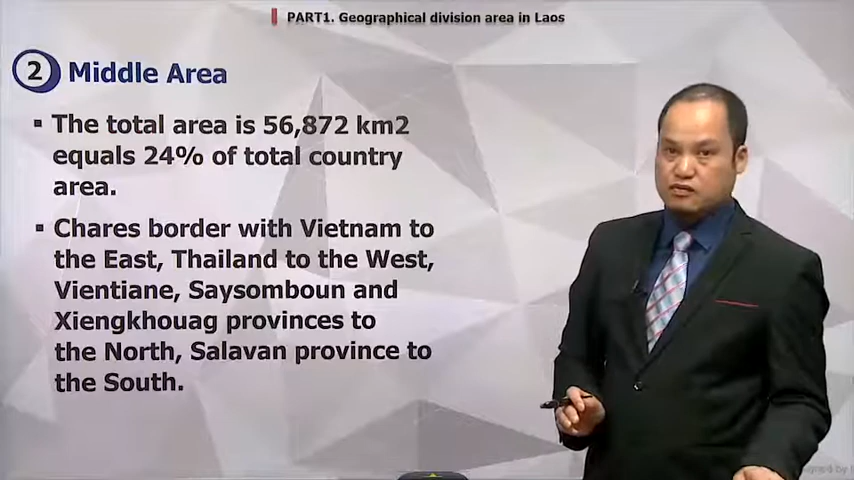 PART1. Geographical division area in Laos
2 Middle Area
▪ The total area is 56,872 km2
equals 24% of total country
area.
▪ Chares border with Vietnam to
the East, Thailand to the West,
Vientiane, Saysomboun and
Xiengkhouag provinces to
the North, Salavan province to
the South.